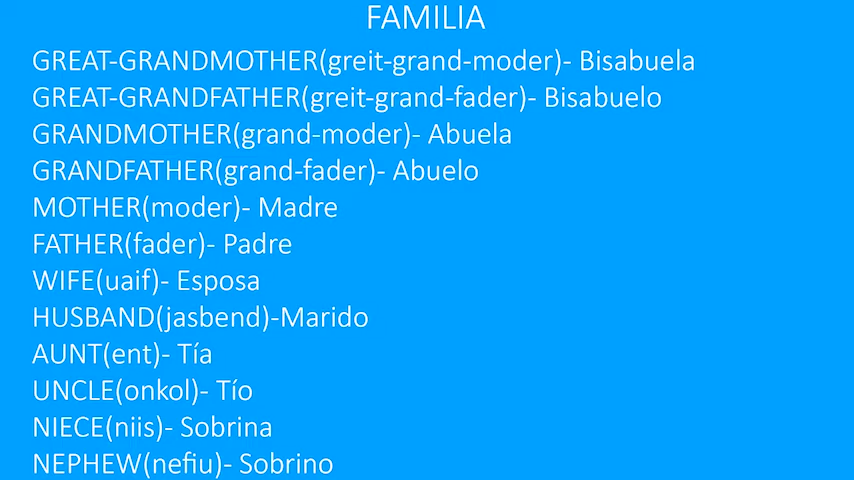 FAMILIA
GREAT-GRANDMOTHER(greit-grand-moder)- Bisabuela
GREAT-GRANDFATHER(greit-grand-fader)- Bisabuelo
GRANDMOTHER(grand-moder)- Abuela
GRANDFATHER(grand-fader)- Abuelo
MOTHER(moder)- Madre
FATHER(fader)- Padre
WIFE(uaif)- Esposa
HUSBAND(jasbend)-Marido
AUNT(ent)- Tía
UNCLE(onkol)- Tío
NIECE(niis)- Sobrina
NEPHEW(nefiu)- Sobrino